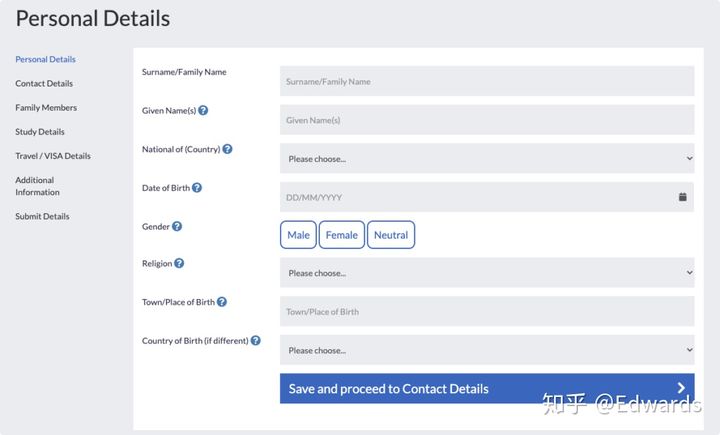 Personal Details
Personal Details
Contact Details
Family Members
Study Details
Travel / VISA Details
Additional
Information
Submit Details
Surname/Family Name
Surname/Family Name
Given Name(s) ?
Given Name(s)
National of (Country) ?
Please choose...
Date of Birth ?
DD/MM/YYYY
Gender ?
Male Female Neutral
Religion ?
Please choose...
Town/Place of Birth ?
Town/Place of Birth
Country of Birth (if different) ?
Please choose...
Save and proceed to Contact Details
知乎 @Edwards